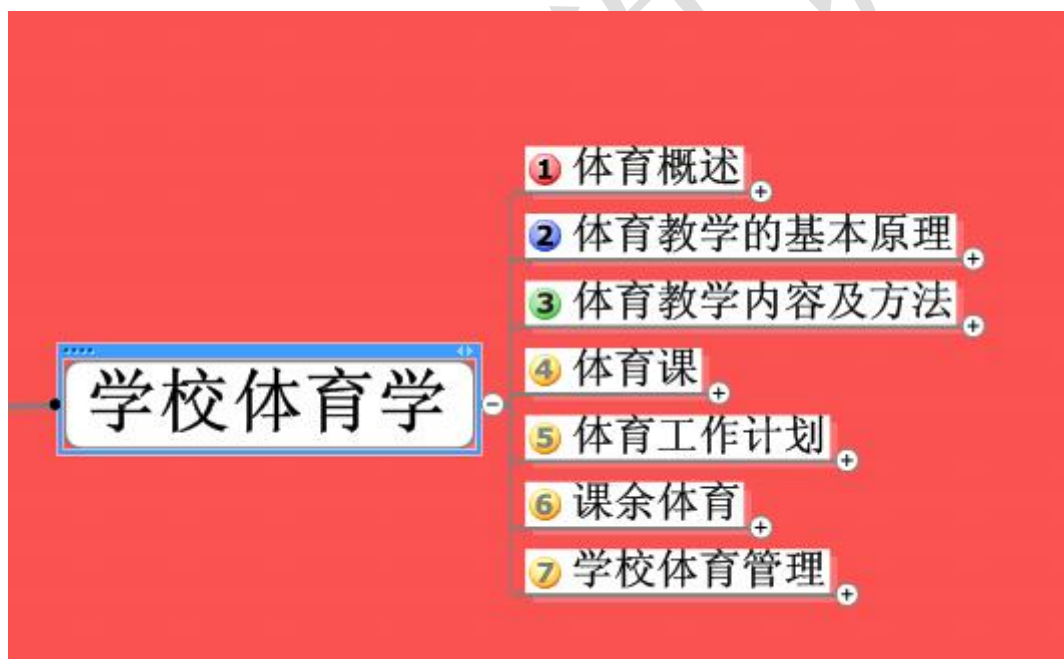 学校体育学
1 体育概述
2 体育教学的基本原理
3 体育教学内容及方法
4 体育课
5 体育工作计划
6 课余体育
7 学校体育管理